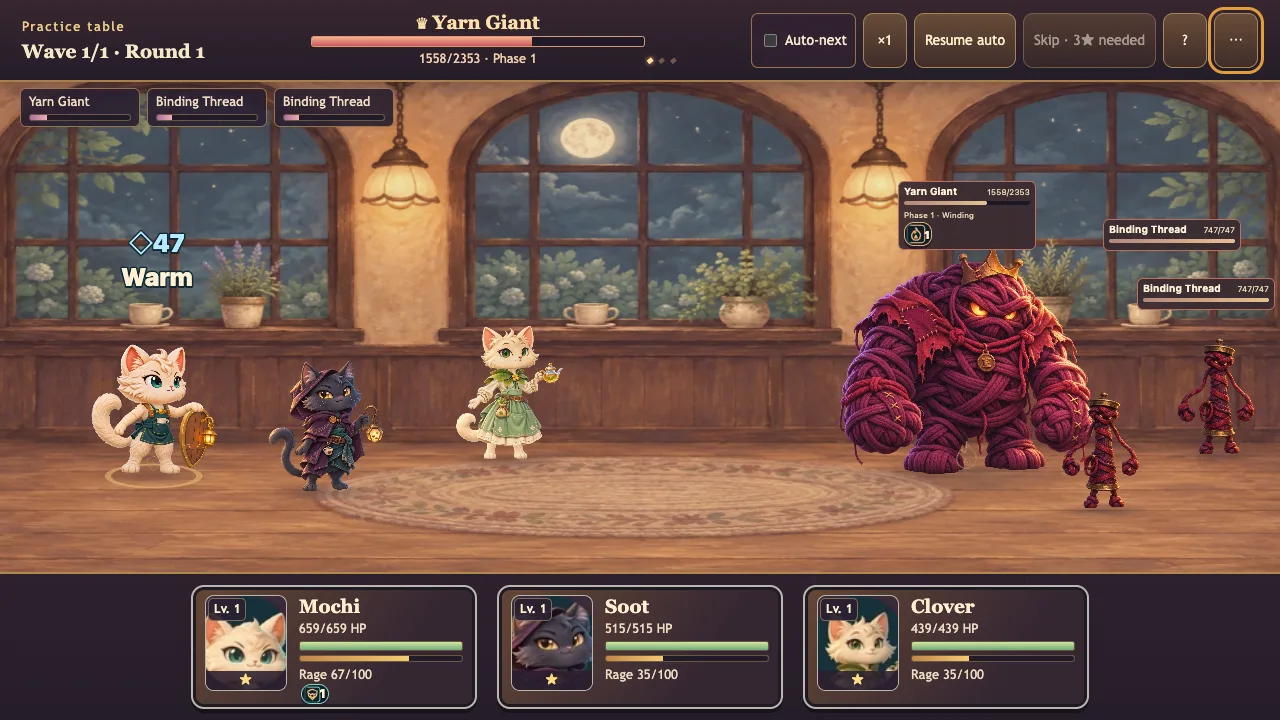 Practice table
Wave 1/1 · Round 1
♛ Yarn Giant
1558/2353 · Phase 1
Auto-next
×1
Resume auto
Skip · 3★ needed
?
...
Yarn Giant
Binding Thread
Binding Thread
◇47
Warm
Yarn Giant 1558/2353
Phase 1 · Winding
1
Binding Thread 747/747
Binding Thread 747/747
Lv. 1
Mochi
659/659 HP
Rage 67/100
1
Lv. 1
Soot
515/515 HP
Rage 35/100
Lv. 1
Clover
439/439 HP
Rage 35/100